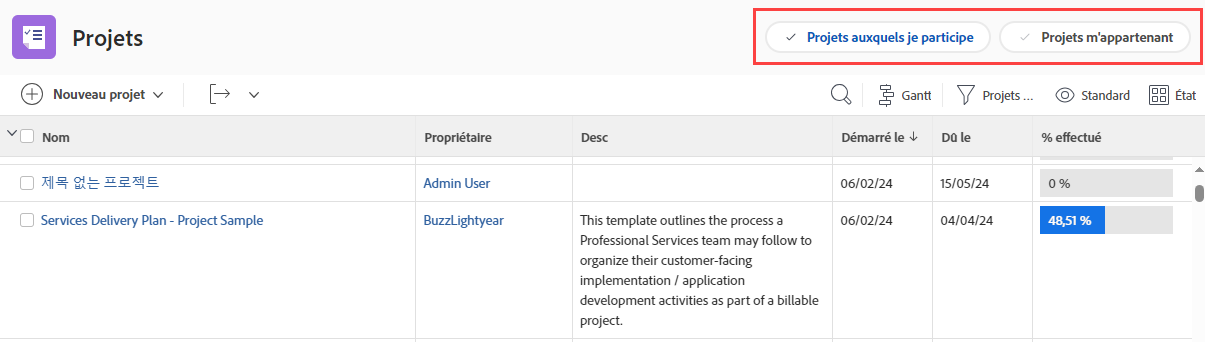 Projets
Projets auxquels je participe
Projets m'appartenant
Nouveau projet
Gantt
Projets ...
Standard
État
Nom
Propriétaire
Desc
Démarré le
Dû le
% effectué
제목 없는 프로젝트
Admin User
06/02/24
15/05/24
0 %
Services Delivery Plan - Project Sample
BuzzLightyear
This template outlines the process a
Professional Services team may follow to
organize their customer-facing
implementation / application
development activities as part of a billable
project.
06/02/24
04/04/24
48,51 %